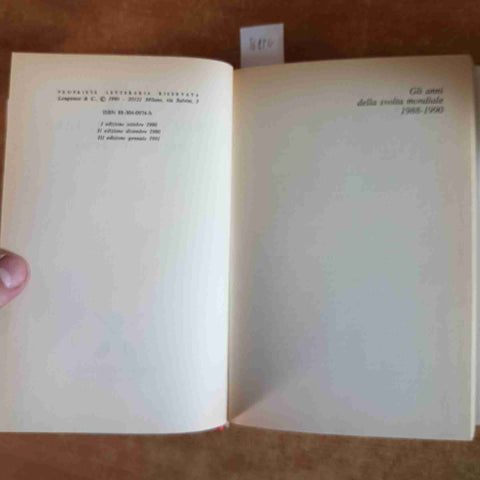 PROPRIETÀ LETTERARIA RISERVATA
Longanesi & C., © 1990 - 20122 Milano, via Salvini, 3
ISBN 88-304-0974-X
I edizione ottobre 1990
II edizione dicembre 1990
III edizione gennaio 1991
Gli anni
della svolta mondiale
1988-1990